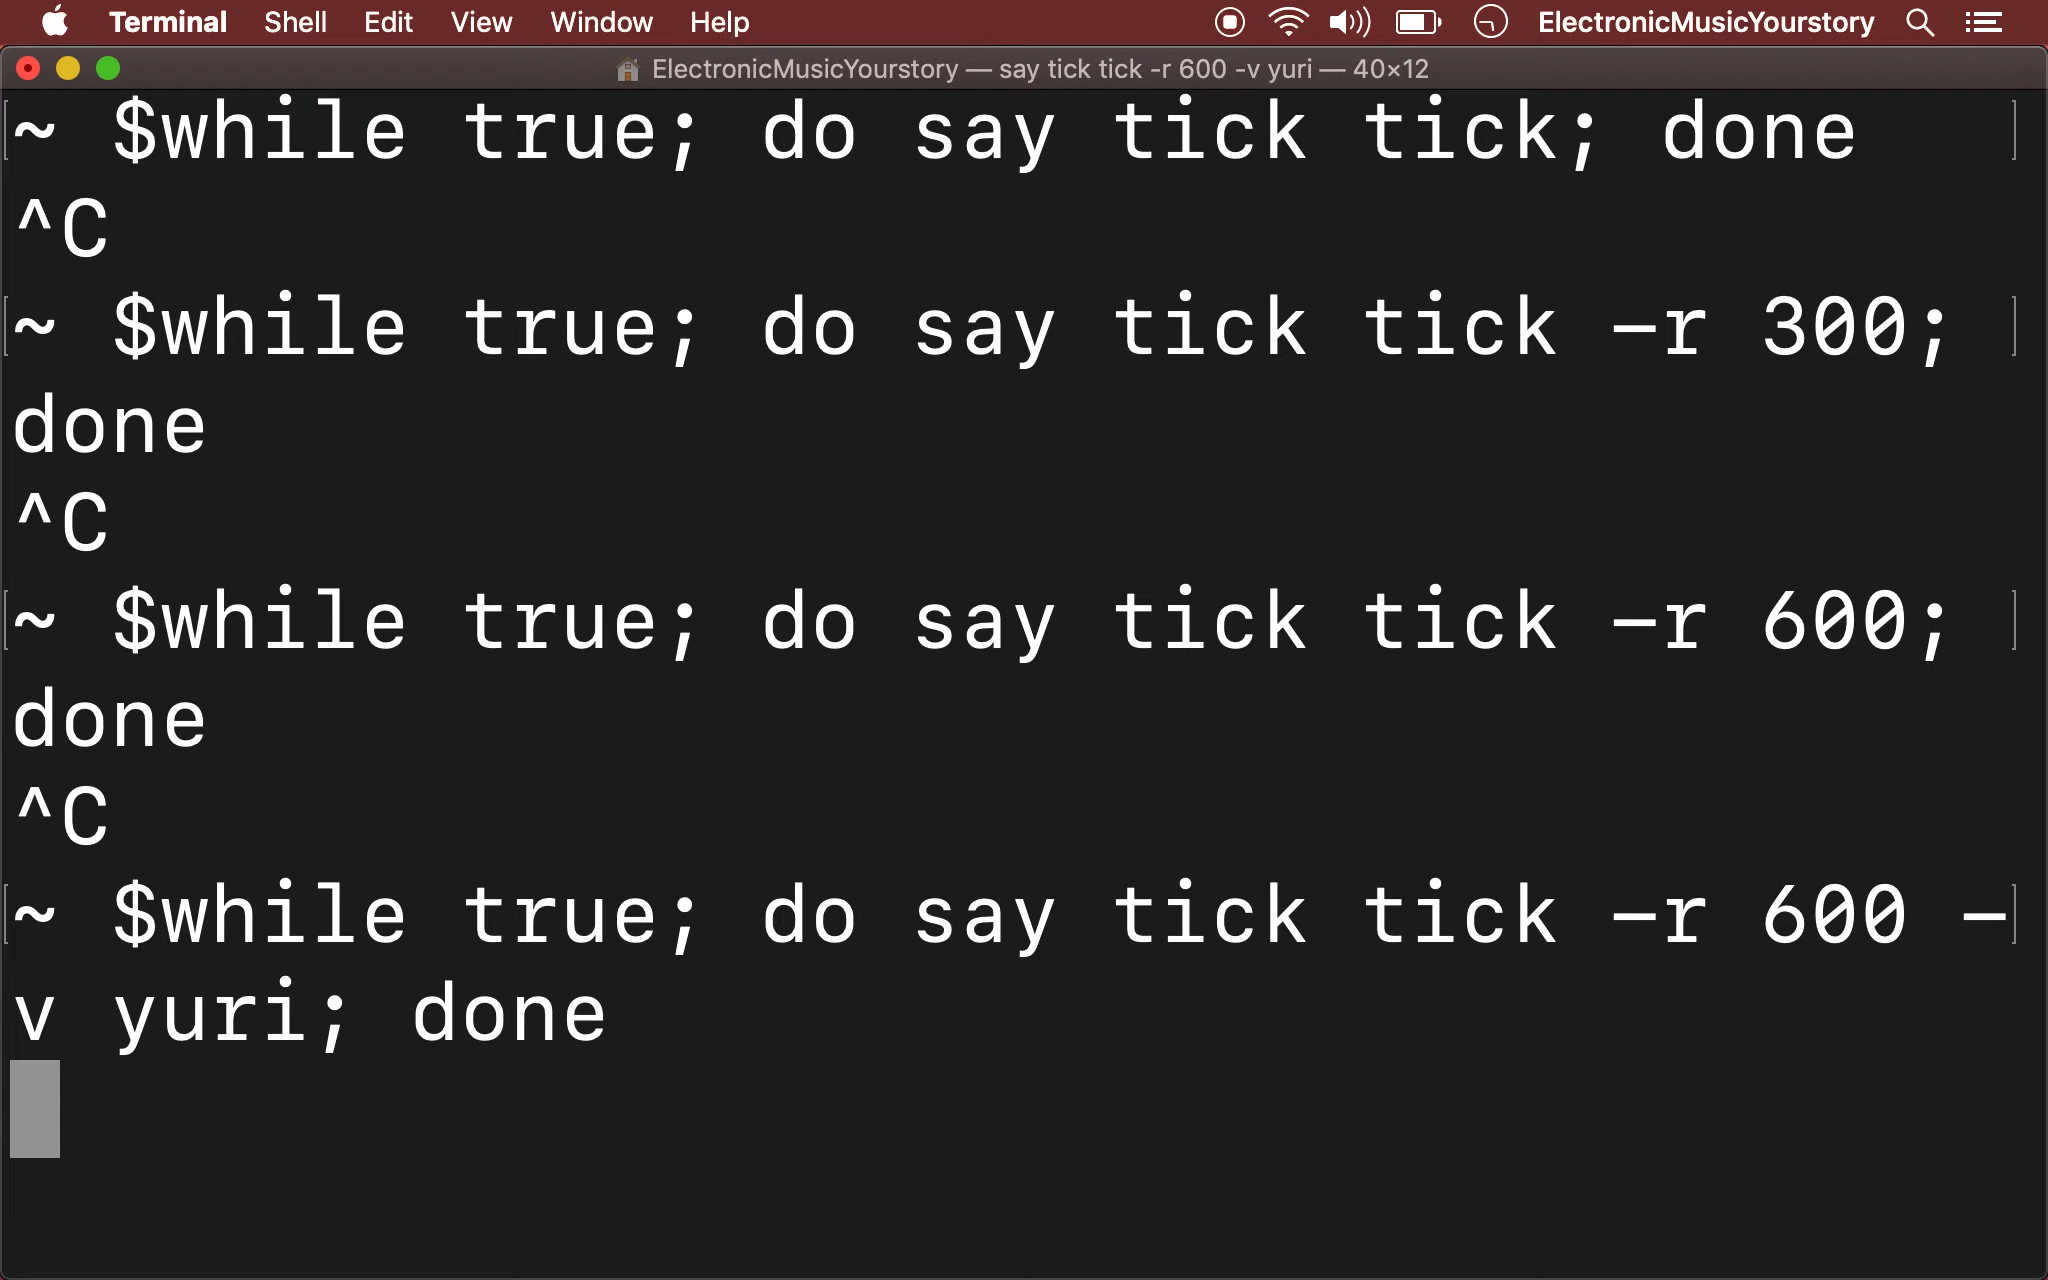 Terminal Shell Edit View Window Help ElectronicMusicYourstory
ElectronicMusicYourstory — say tick tick -r 600 -v yuri — 40×12
~ $while true; do say tick tick; done
^C
~ $while true; do say tick tick -r 300;
done
^C
~ $while true; do say tick tick -r 600;
done
^C
~ $while true; do say tick tick -r 600 -
v yuri; done